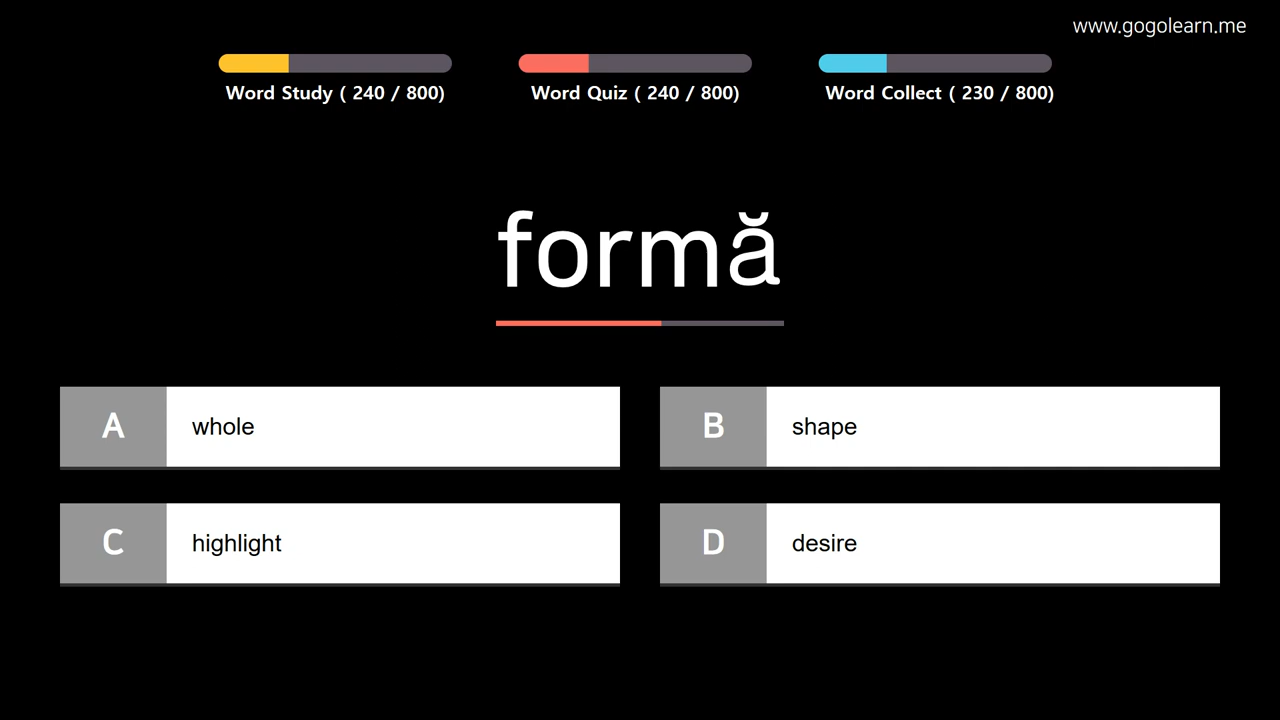 www.gogolearn.me
Word Study ( 240 / 800)
Word Quiz ( 240 / 800)
Word Collect ( 230 / 800)
formă
A whole
B shape
C highlight
D desire